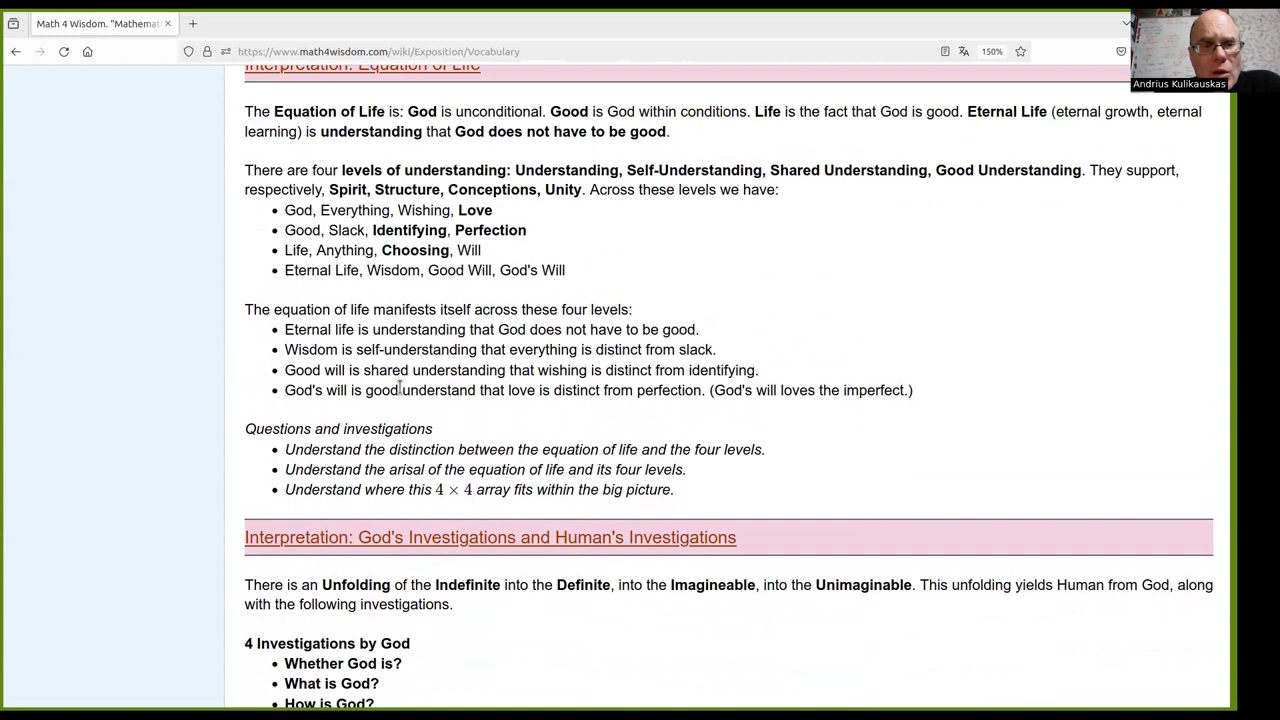 Math 4 Wisdom. "Mathemat
https://www.math4wisdom.com/wiki/Exposition/Vocabulary
150%
Andrius Kulikauskas
Interpretation: Equation of Life
The Equation of Life is: God is unconditional. Good is God within conditions. Life is the fact that God is good. Eternal Life (eternal growth, eternal
learning) is understanding that God does not have to be good.
There are four levels of understanding: Understanding, Self-Understanding, Shared Understanding, Good Understanding. They support,
respectively, Spirit, Structure, Conceptions, Unity. Across these levels we have:
• God, Everything, Wishing, Love
• Good, Slack, Identifying, Perfection
• Life, Anything, Choosing, Will
• Eternal Life, Wisdom, Good Will, God's Will
The equation of life manifests itself across these four levels:
• Eternal life is understanding that God does not have to be good.
• Wisdom is self-understanding that everything is distinct from slack.
• Good will is shared understanding that wishing is distinct from identifying.
• God's will is good understand that love is distinct from perfection. (God's will loves the imperfect.)
Questions and investigations
• Understand the distinction between the equation of life and the four levels.
• Understand the arisal of the equation of life and its four levels.
• Understand where this 4 × 4 array fits within the big picture.
Interpretation: God's Investigations and Human's Investigations
There is an Unfolding of the Indefinite into the Definite, into the Imagineable, into the Unimaginable. This unfolding yields Human from God, along
with the following investigations.
4 Investigations by God
• Whether God is?
• What is God?
• How is God?